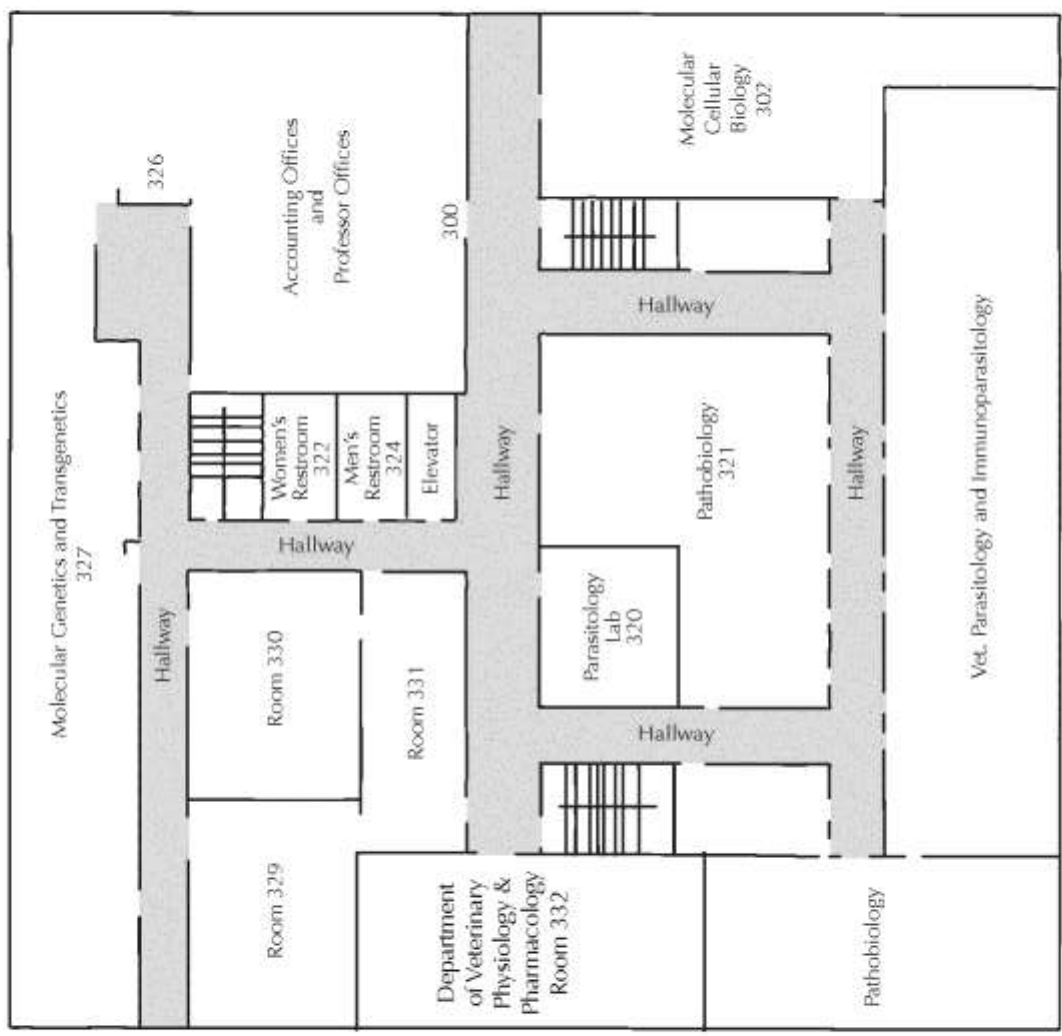 Molecular Genetics and Transgenetics
327
326
Accounting Offices
and
Professor Offices
300
Molecular
Cellular
Biology
302
Hallway
Women's
Restroom
322
Men's
Restroom
324
Elevator
Hallway
Hallway
Hallway
Room 330
Room 331
Room 329
Parasitology
Lab
320
Pathobiology
321
Hallway
Hallway
Vet. Parasitology and Immunoparasitology
Department
of Veterinary
Physiology &
Pharmacology
Room 332
Pathobiology